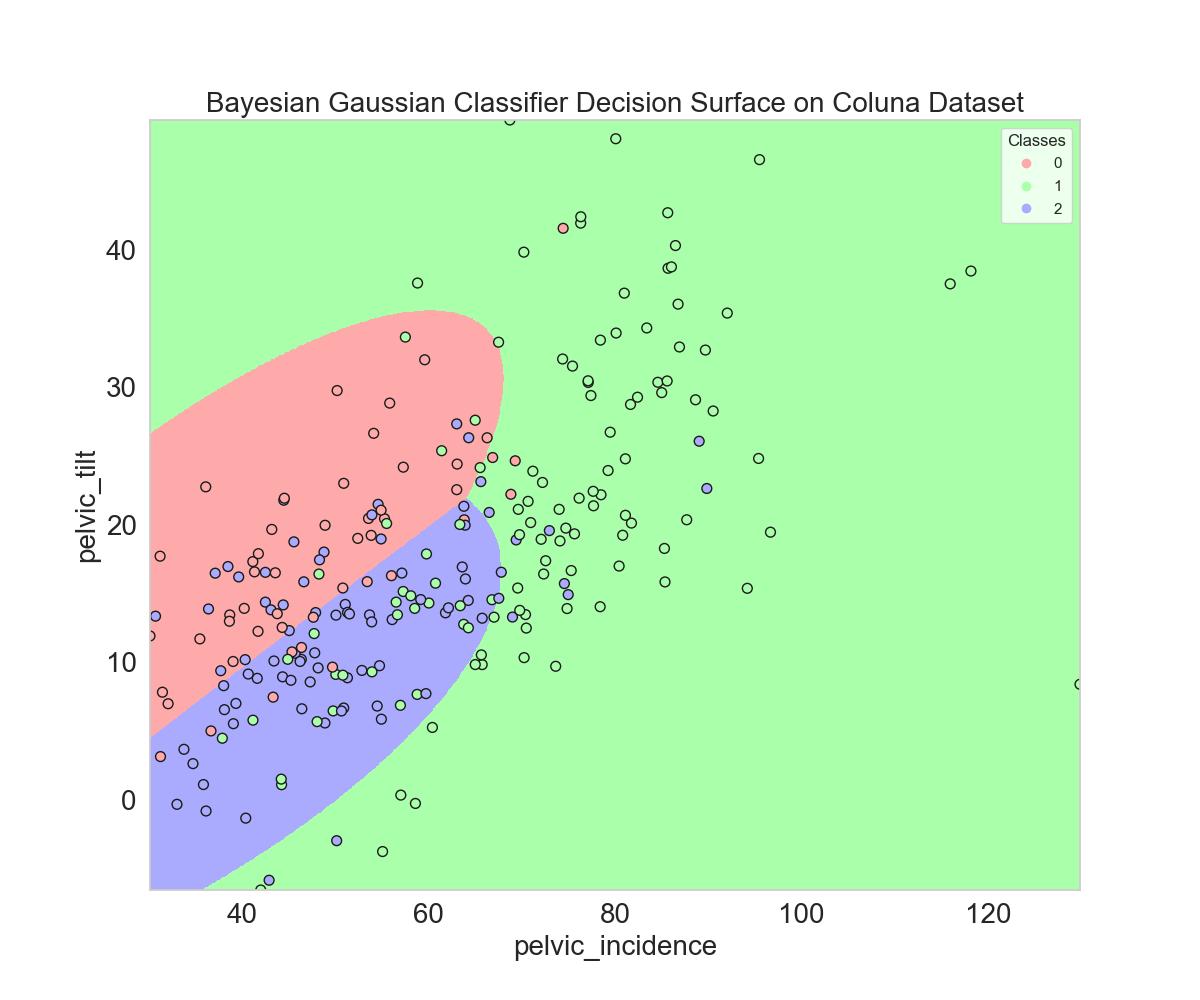 Bayesian Gaussian Classifier Decision Surface on Coluna Dataset
Classes
0
1
2
40
30
20
10
0
pelvic_tilt
40 60 80 100 120
pelvic_incidence